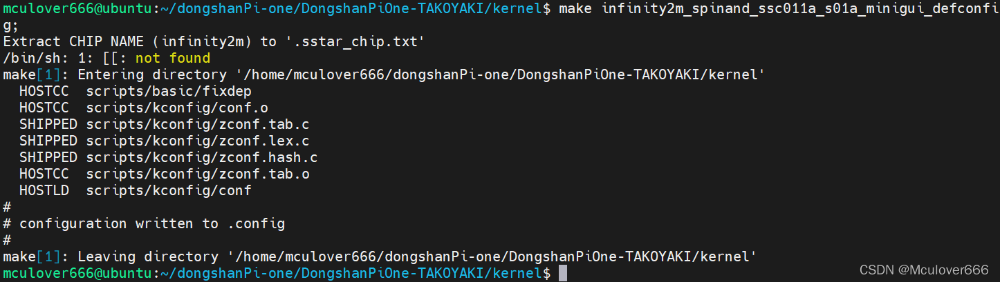 mculover666@ubuntu:~/dongshanPi-one/DongshanPiOne-TAKOYAKI/kernel$ make infinity2m_spinand_ssc011a_s01a_minigui_defconfi
g;
Extract CHIP NAME (infinity2m) to '.sstar_chip.txt'
/bin/sh: 1: [[: not found
make[1]: Entering directory '/home/mculover666/dongshanPi-one/DongshanPiOne-TAKOYAKI/kernel'
  HOSTCC  scripts/basic/fixdep
  HOSTCC  scripts/kconfig/conf.o
  SHIPPED scripts/kconfig/zconf.tab.c
  SHIPPED scripts/kconfig/zconf.lex.c
  SHIPPED scripts/kconfig/zconf.hash.c
  HOSTCC  scripts/kconfig/zconf.tab.o
  HOSTLD  scripts/kconfig/conf
#
# configuration written to .config
#
make[1]: Leaving directory '/home/mculover666/dongshanPi-one/DongshanPiOne-TAKOYAKI/kernel'
mculover666@ubuntu:~/dongshanPi-one/DongshanPiOne-TAKOYAKI/kernel$
CSDN @Mculover666